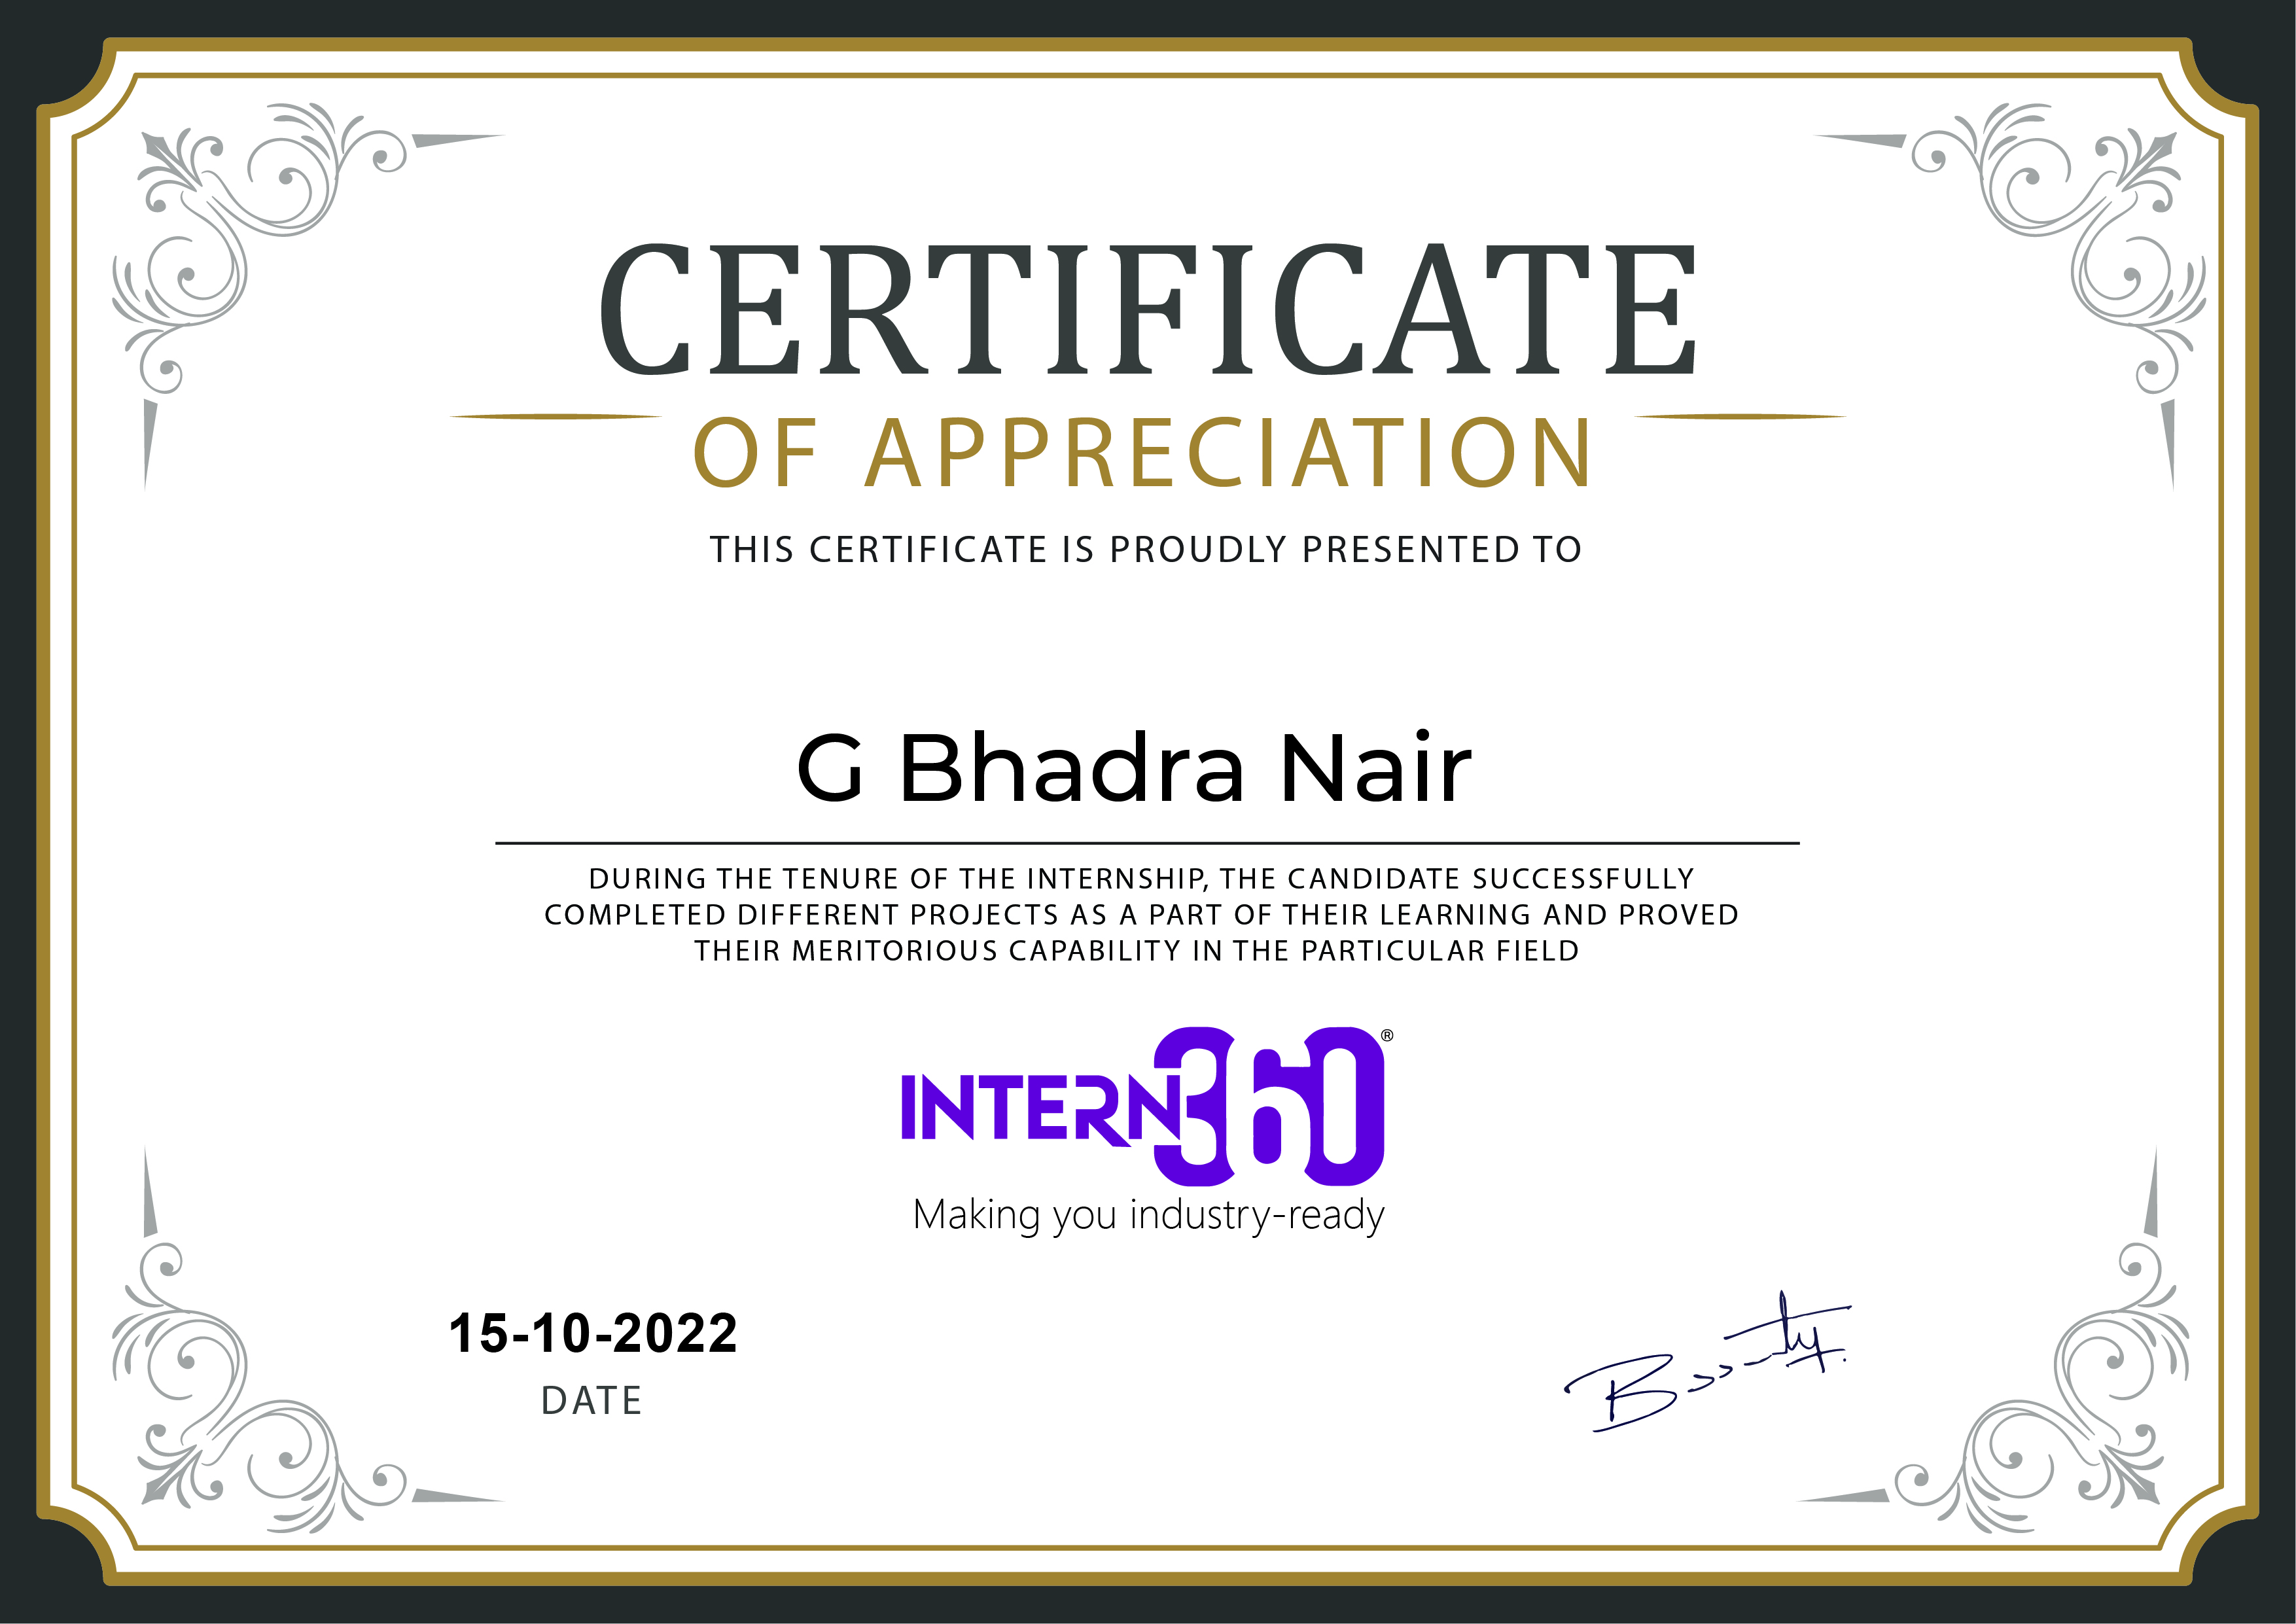 CERTIFICATE
OF APPRECIATION
THIS CERTIFICATE IS PROUDLY PRESENTED TO
G Bhadra Nair
DURING THE TENURE OF THE INTERNSHIP, THE CANDIDATE SUCCESSFULLY
COMPLETED DIFFERENT PROJECTS AS A PART OF THEIR LEARNING AND PROVED
THEIR MERITORIOUS CAPABILITY IN THE PARTICULAR FIELD
INTERN360®
Making you industry-ready
15-10-2022
DATE